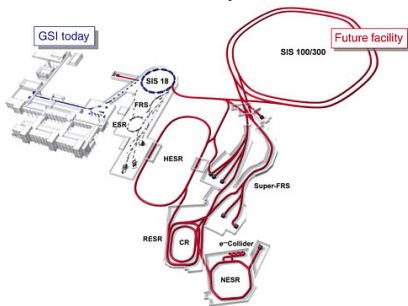 GSI today
Future facility
SIS 100/300
SIS 18
FRS
ESR
HESR
Super-FRS
RESR
CR
e⁻-Collider
NESR